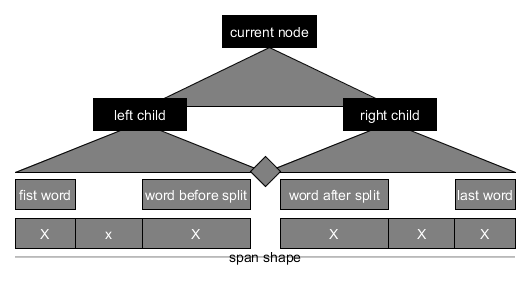 current node
left child right child
fist word word before split word after split last word
X x X X X X
span shape